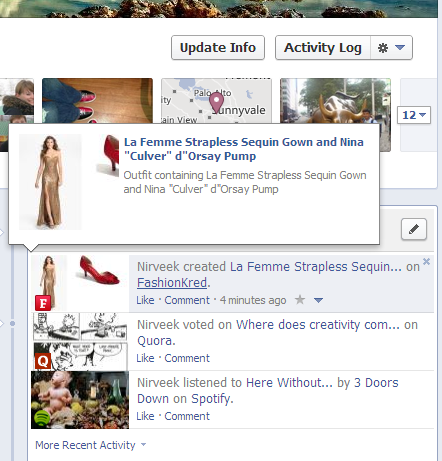 Update Info
Activity Log
Palo Alto
Sunnyvale
12
La Femme Strapless Sequin Gown and Nina
"Culver" d"Orsay Pump
Outfit containing La Femme Strapless Sequin Gown
and Nina "Culver" d"Orsay Pump
F
Nirveek created La Femme Strapless Sequin... on
FashionKred.
Like · Comment · 4 minutes ago
Q
Nirveek voted on Where does creativity com... on
Quora.
Like · Comment
Nirveek listened to Here Without... by 3 Doors
Down on Spotify.
Like · Comment
More Recent Activity